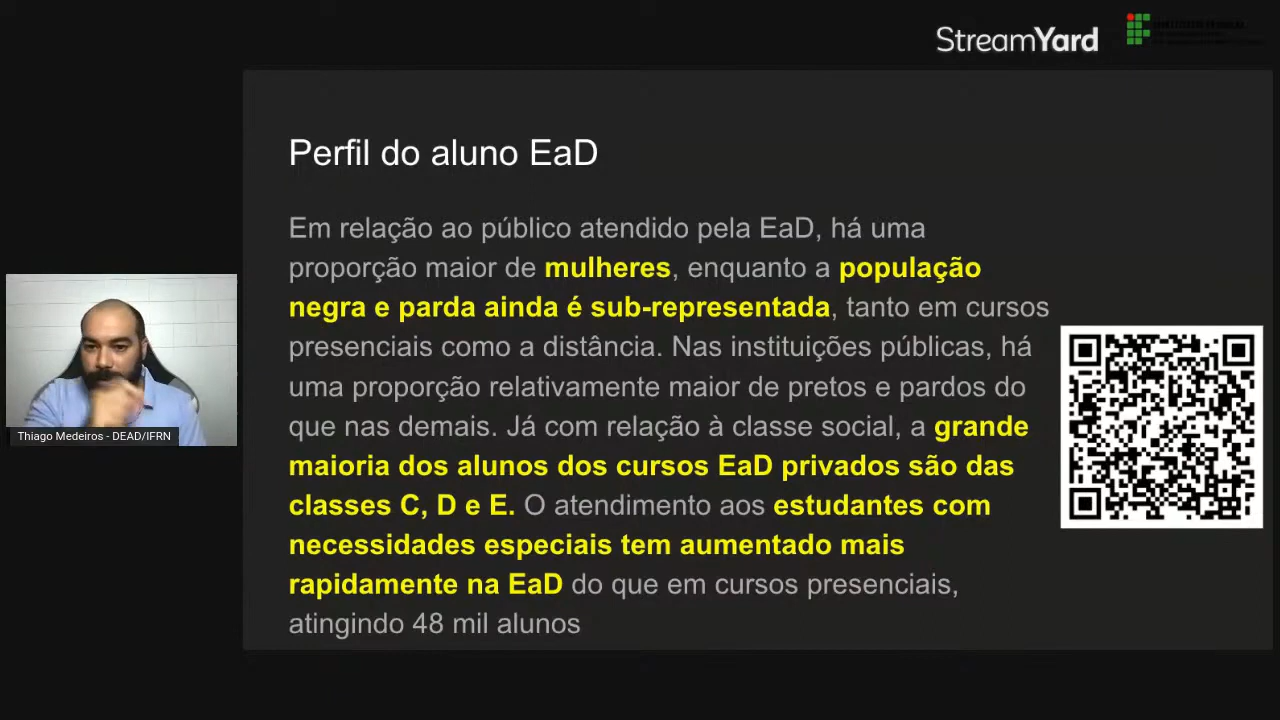 StreamYard
Perfil do aluno EaD
Em relação ao público atendido pela EaD, há uma
proporção maior de mulheres, enquanto a população
negra e parda ainda é sub-representada, tanto em cursos
presenciais como a distância. Nas instituições públicas, há
uma proporção relativamente maior de pretos e pardos do
que nas demais. Já com relação à classe social, a grande
maioria dos alunos dos cursos EaD privados são das
classes C, D e E. O atendimento aos estudantes com
necessidades especiais tem aumentado mais
rapidamente na EaD do que em cursos presenciais,
atingindo 48 mil alunos
Thiago Medeiros - DEAD/IFRN